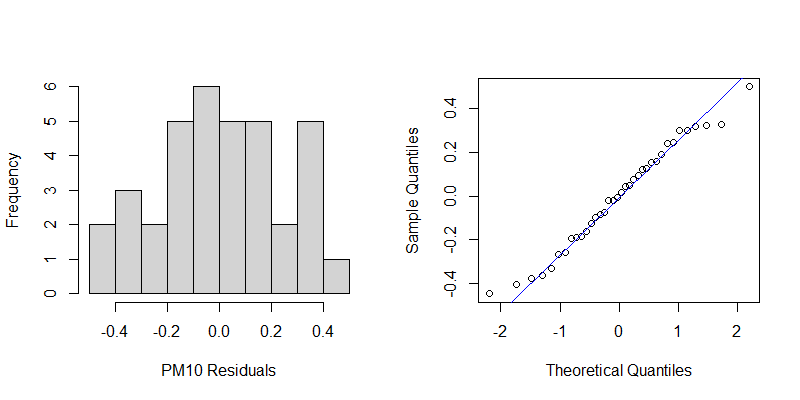 Frequency
0
1
2
3
4
5
6
-0.4 -0.2 0.0 0.2 0.4
PM10 Residuals
Sample Quantiles
-0.4 -0.2 0.0 0.2 0.4
-2 -1 0 1 2
Theoretical Quantiles